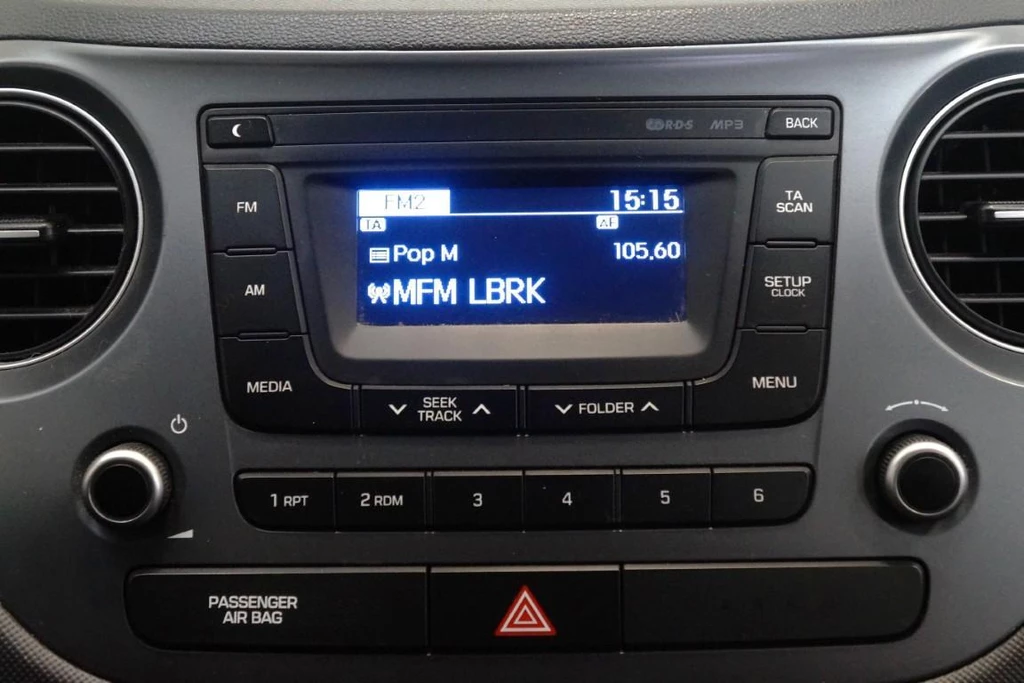 R·D·S MP3 BACK
FM
FM2 15:15
TA
SCAN
TA AF
Pop M 105.60
AM
MFM LBRK
SETUP
CLOCK
MEDIA
SEEK
TRACK
FOLDER
MENU
1 RPT 2 RDM 3 4 5 6
PASSENGER
AIR BAG